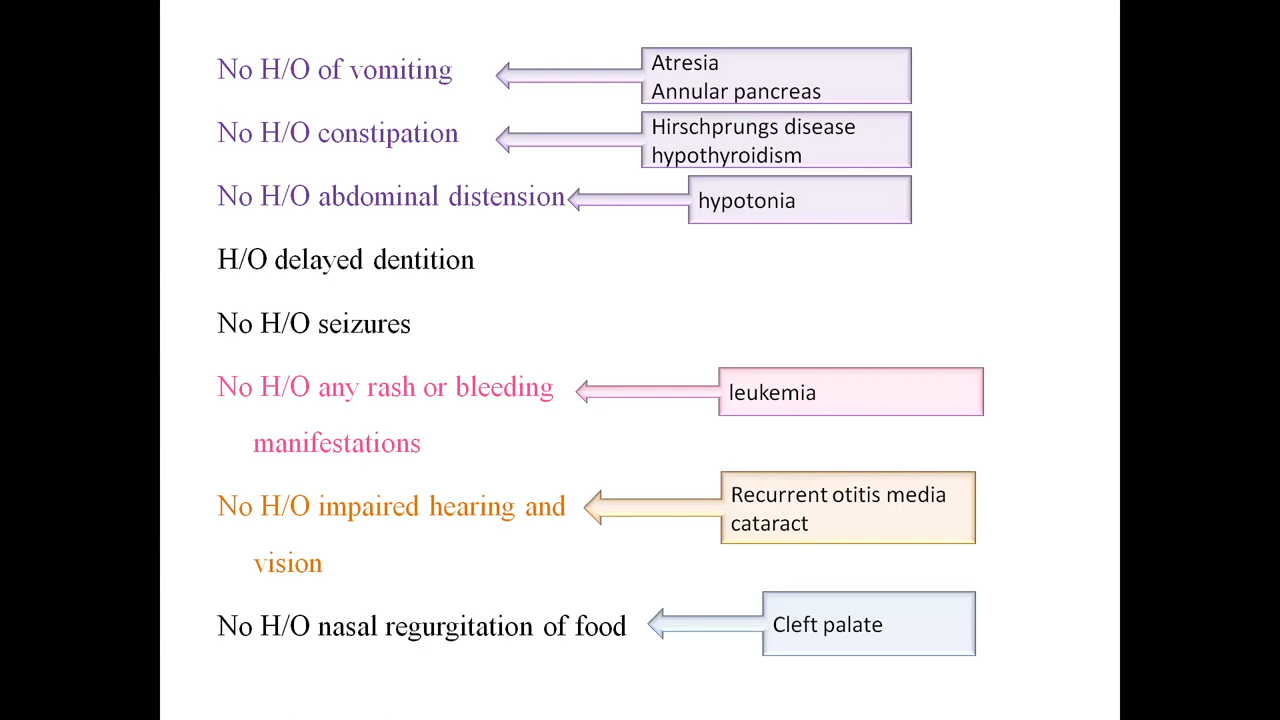 No H/O of vomiting
Atresia
Annular pancreas
No H/O constipation
Hirschprungs disease
hypothyroidism
No H/O abdominal distension
hypotonia
H/O delayed dentition
No H/O seizures
No H/O any rash or bleeding
manifestations
leukemia
No H/O impaired hearing and
vision
Recurrent otitis media
cataract
No H/O nasal regurgitation of food
Cleft palate